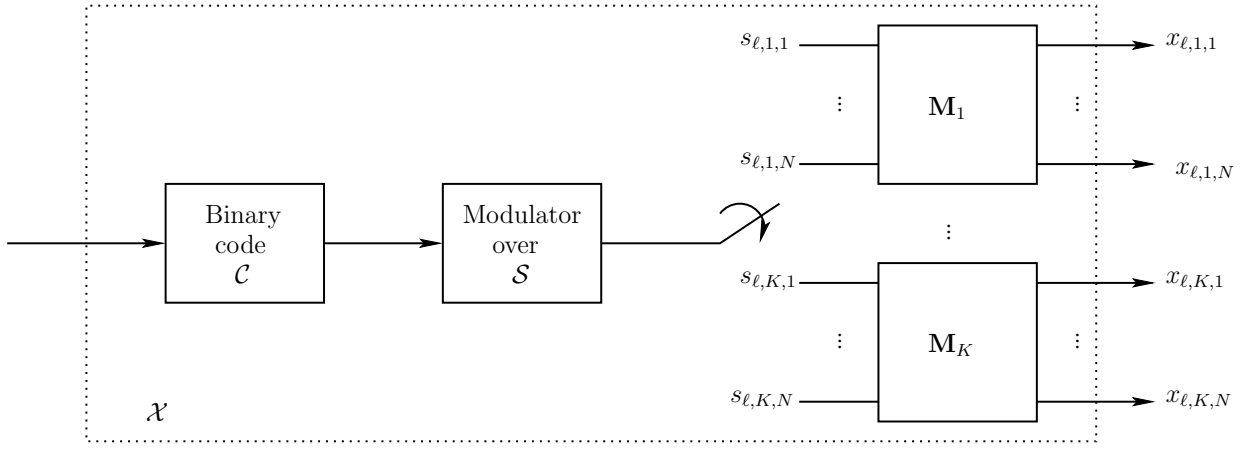 s_{ℓ,1,1}
x_{ℓ,1,1}
⋮
M_1
⋮
s_{ℓ,1,N}
x_{ℓ,1,N}
Binary
code
𝒞
Modulator
over
𝒮
⋮
s_{ℓ,K,1}
x_{ℓ,K,1}
⋮
M_K
⋮
s_{ℓ,K,N}
x_{ℓ,K,N}
𝒳